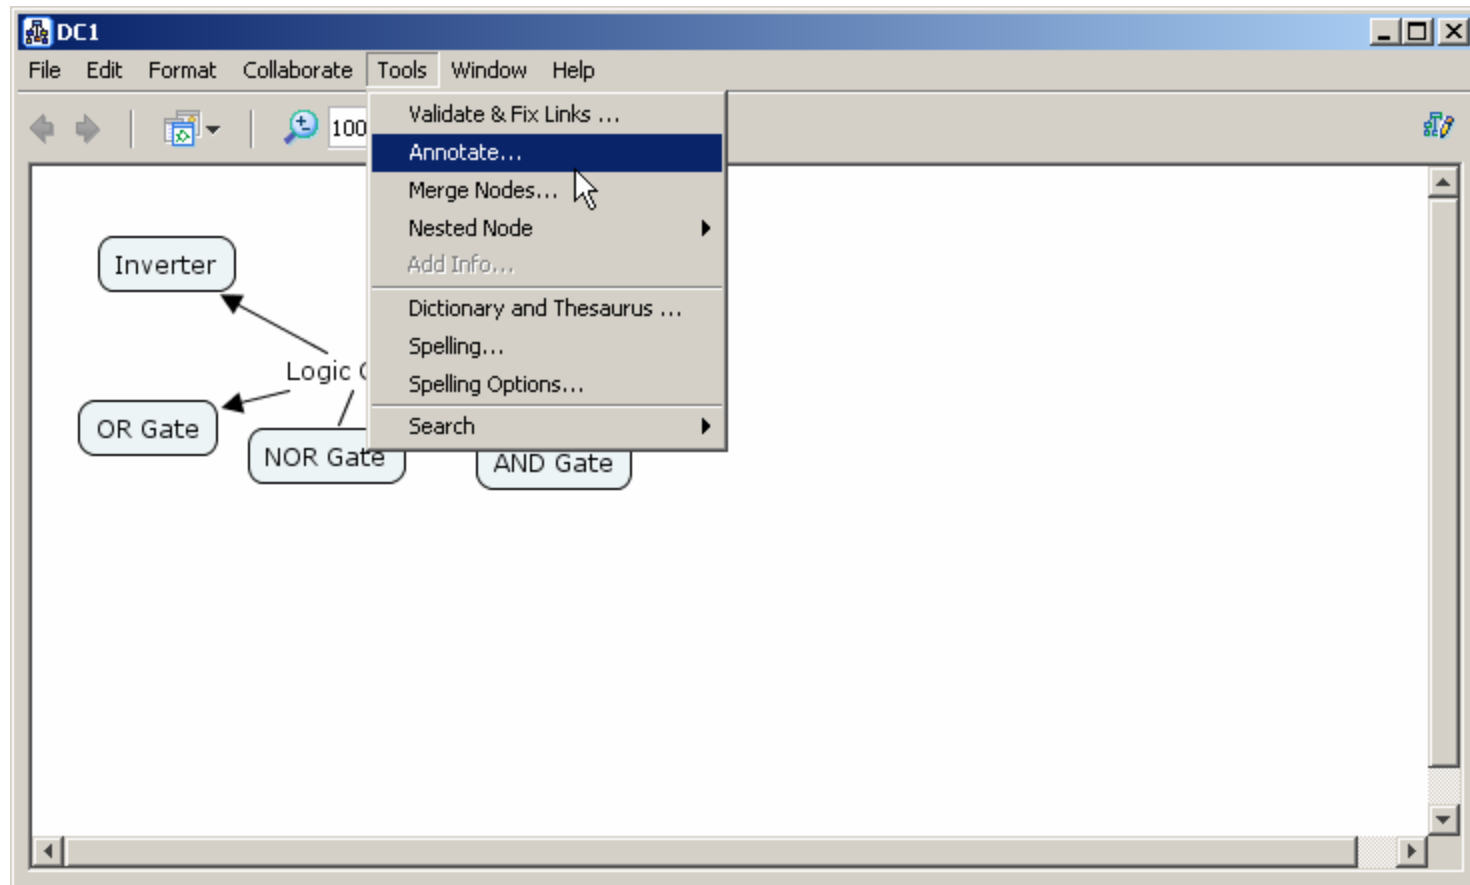 DC1
File Edit Format Collaborate Tools Window Help
100
Validate & Fix Links ...
Annotate...
Merge Nodes...
Nested Node
Add Info...
Dictionary and Thesaurus ...
Spelling...
Spelling Options...
Search
Inverter
Logic
OR Gate
NOR Gate
AND Gate